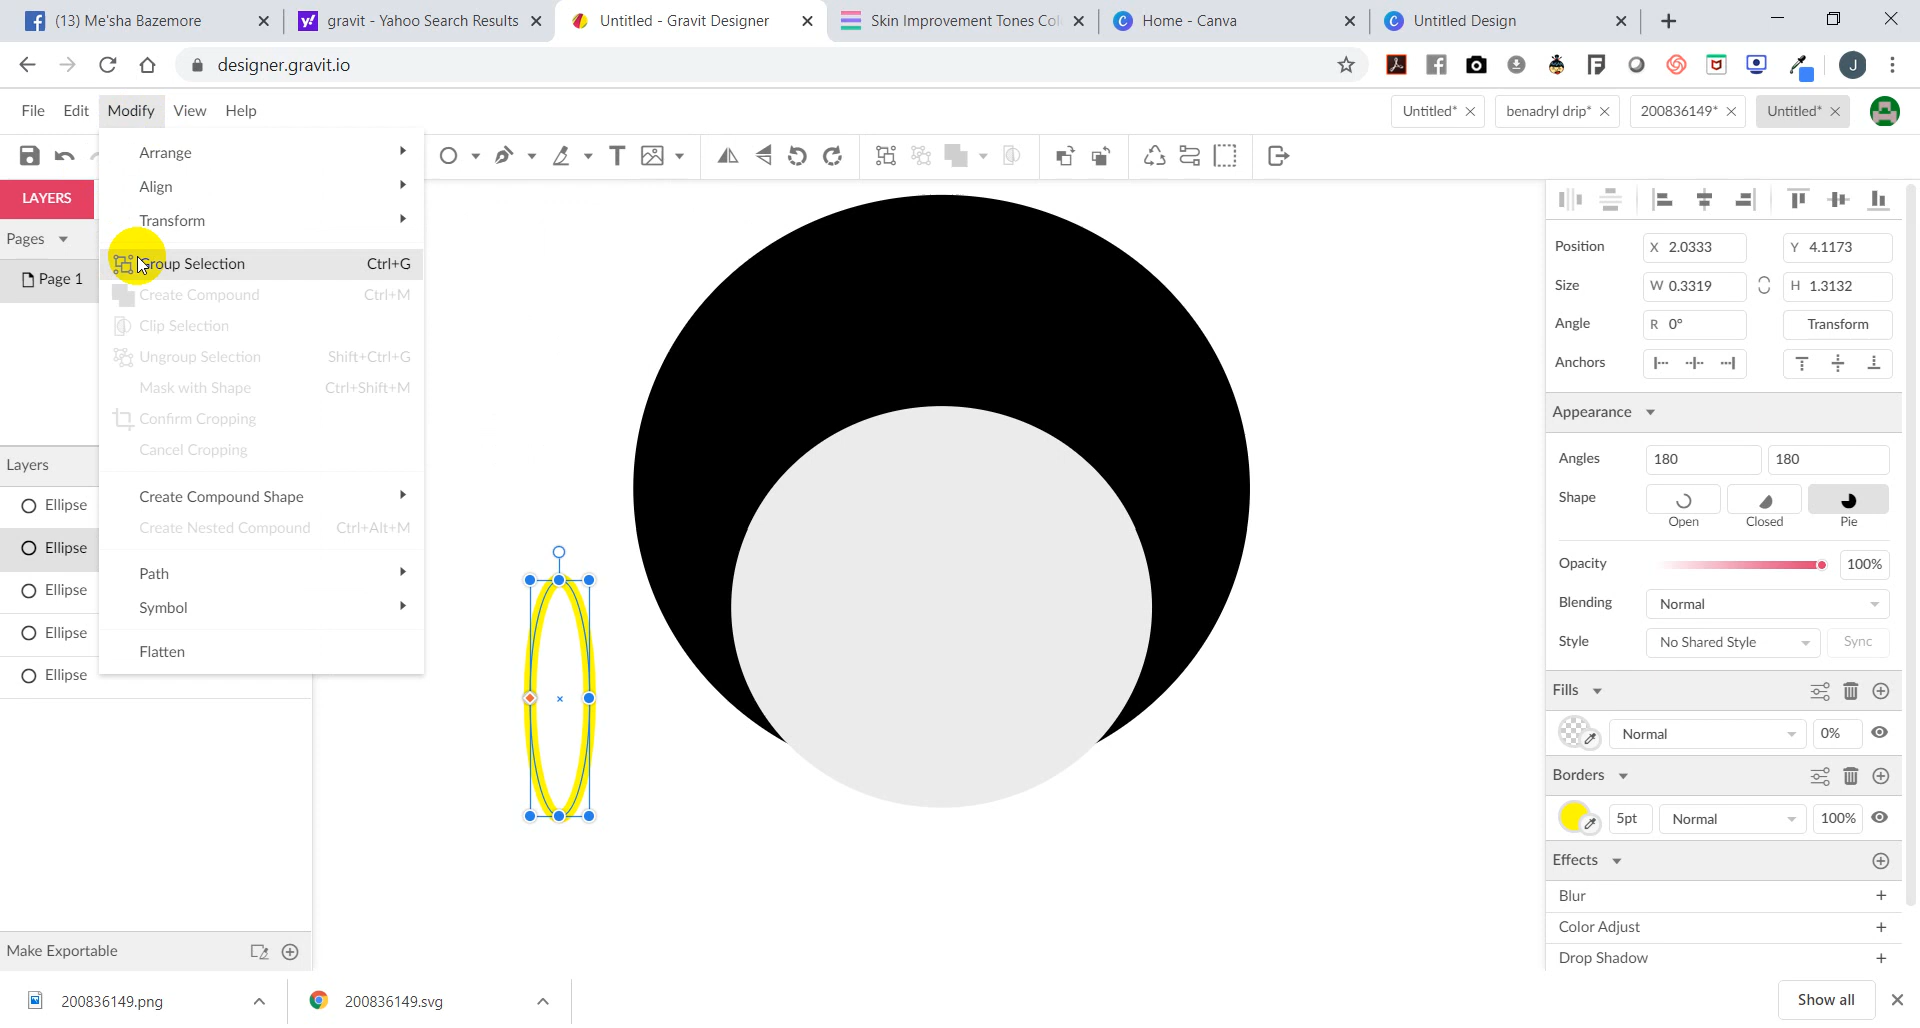 (13) Me'sha Bazemore
gravit - Yahoo Search Results
Untitled - Gravit Designer
Skin Improvement Tones Col
Home - Canva
Untitled Design
designer.gravit.io
J
File Edit Modify View Help
Untitled*
benadryl drip*
200836149*
Untitled*
LAYERS
Pages
Page 1
Arrange
Align
Transform
Group Selection Ctrl+G
Create Compound Ctrl+M
Clip Selection
Ungroup Selection Shift+Ctrl+G
Mask with Shape Ctrl+Shift+M
Confirm Cropping
Cancel Cropping
Create Compound Shape
Create Nested Compound Ctrl+Alt+M
Path
Symbol
Flatten
Layers
Ellipse
Ellipse
Ellipse
Ellipse
Ellipse
Make Exportable
Position X 2.0333 Y 4.1173
Size W 0.3319 H 1.3132
Angle R 0° Transform
Anchors
Appearance
Angles 180 180
Shape
Open Closed Pie
Opacity 100%
Blending Normal
Style No Shared Style Sync
Fills
Normal 0%
Borders
5pt Normal 100%
Effects
Blur
Color Adjust
Drop Shadow
200836149.png
200836149.svg
Show all